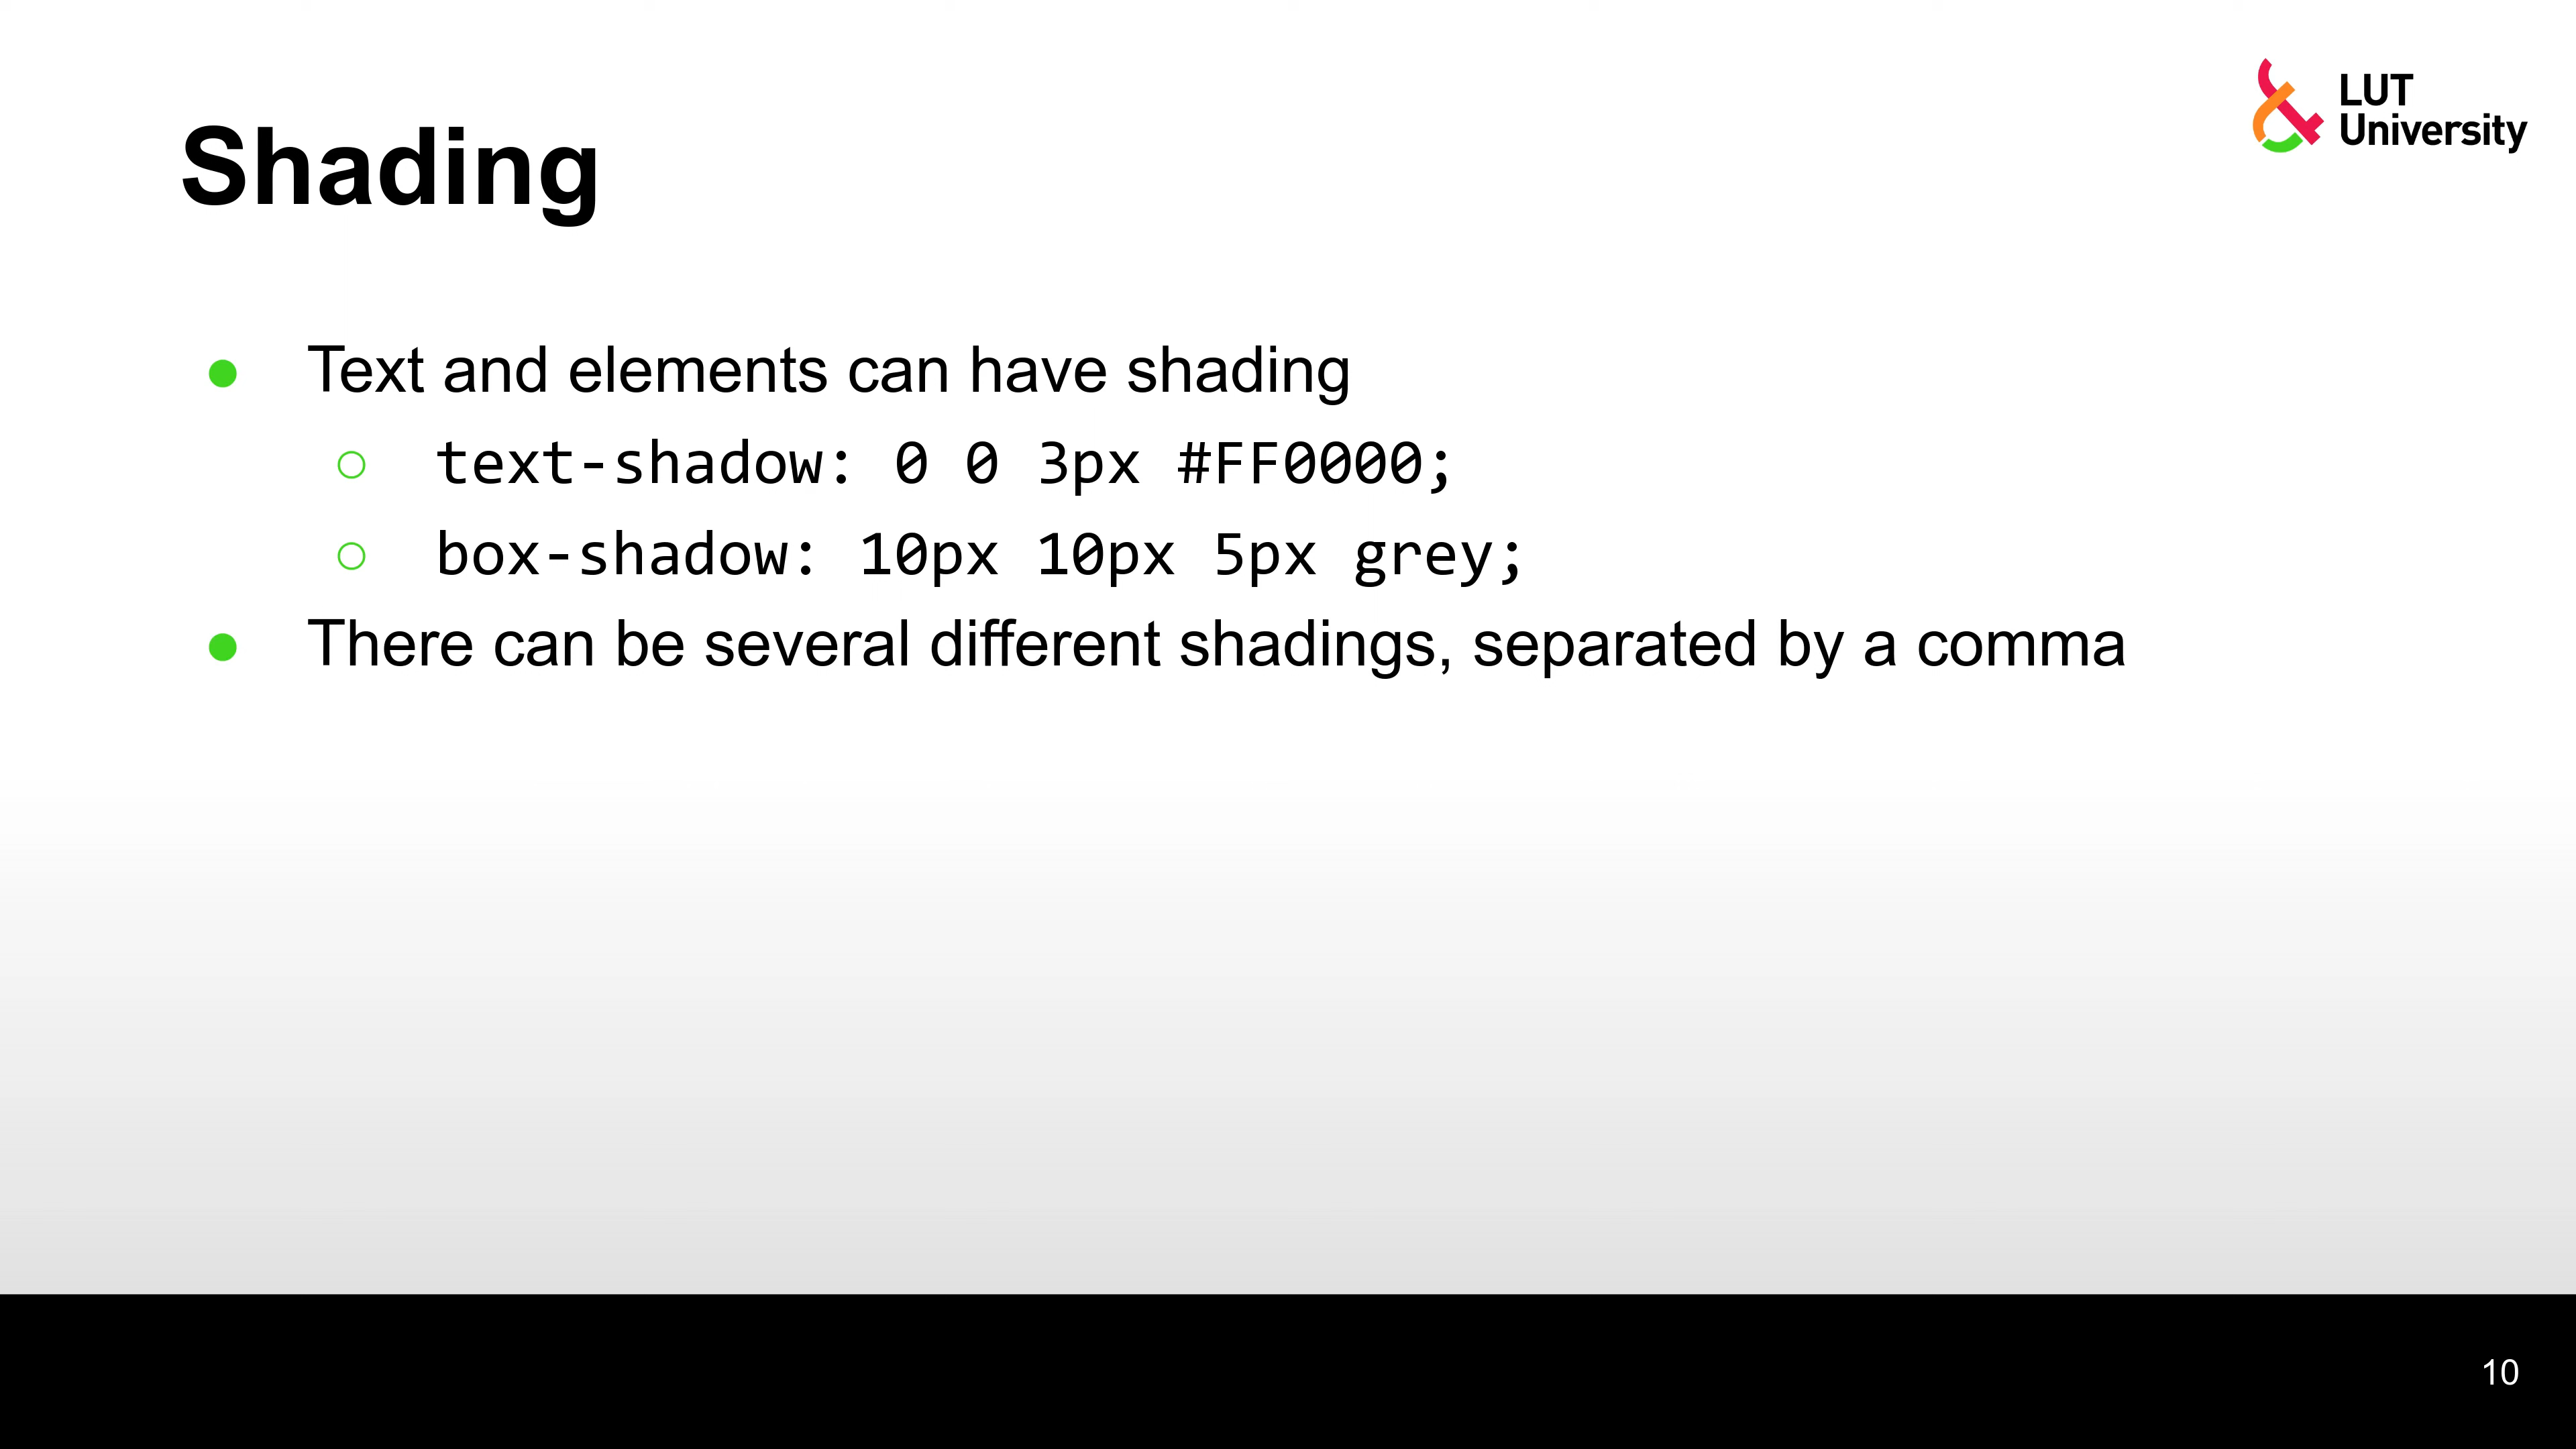 LUT
University
Shading
● Text and elements can have shading
○ text-shadow: 0 0 3px #FF0000;
○ box-shadow: 10px 10px 5px grey;
● There can be several different shadings, separated by a comma
10